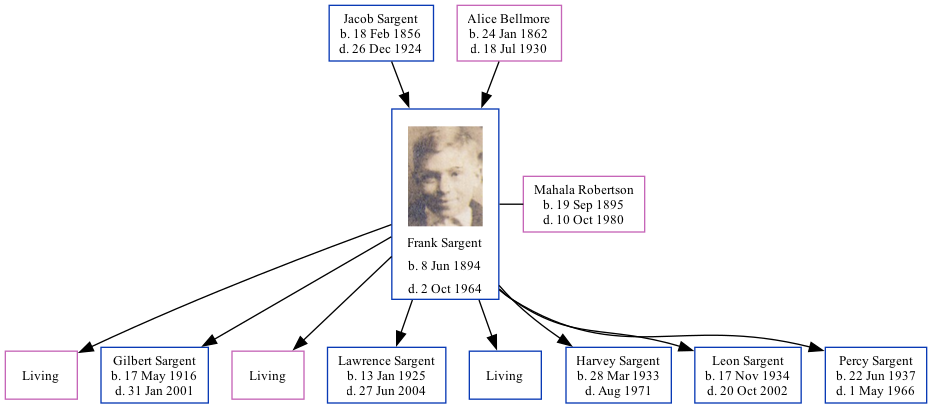 Jacob Sargent
b. 18 Feb 1856
d. 26 Dec 1924
Alice Bellmore
b. 24 Jan 1862
d. 18 Jul 1930
Frank Sargent
b. 8 Jun 1894
d. 2 Oct 1964
Mahala Robertson
b. 19 Sep 1895
d. 10 Oct 1980
Living
Gilbert Sargent
b. 17 May 1916
d. 31 Jan 2001
Living
Lawrence Sargent
b. 13 Jan 1925
d. 27 Jun 2004
Living
Harvey Sargent
b. 28 Mar 1933
d. Aug 1971
Leon Sargent
b. 17 Nov 1934
d. 20 Oct 2002
Percy Sargent
b. 22 Jun 1937
d. 1 May 1966